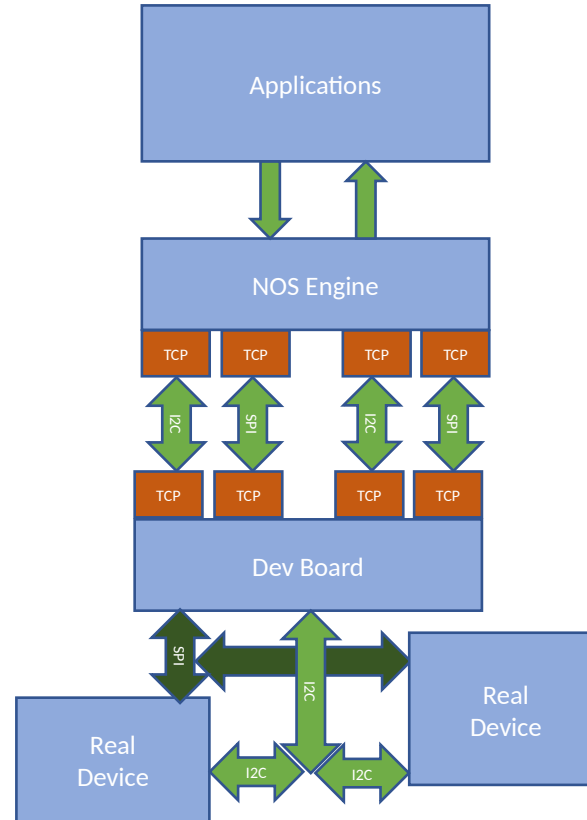 Applications
NOS Engine
TCP
TCP
TCP
TCP
I2C
SPI
I2C
SPI
TCP
TCP
TCP
TCP
Dev Board
SPI
I2C
Real
Device
Real
Device
I2C
I2C